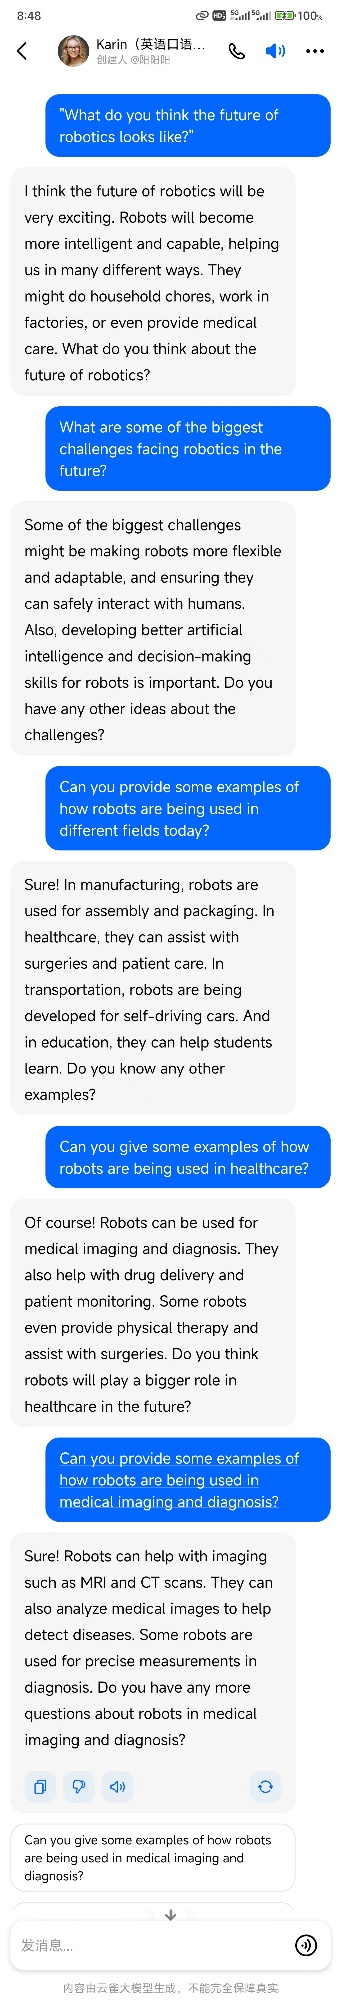 8:48
HD 5G 5G 100%
Karin（英语口语...
创建人 @阳阳阳
"What do you think the future of
robotics looks like?"
I think the future of robotics will be
very exciting. Robots will become
more intelligent and capable, helping
us in many different ways. They
might do household chores, work in
factories, or even provide medical
care. What do you think about the
future of robotics?
What are some of the biggest
challenges facing robotics in the
future?
Some of the biggest challenges
might be making robots more flexible
and adaptable, and ensuring they
can safely interact with humans.
Also, developing better artificial
intelligence and decision-making
skills for robots is important. Do you
have any other ideas about the
challenges?
Can you provide some examples of
how robots are being used in
different fields today?
Sure! In manufacturing, robots are
used for assembly and packaging. In
healthcare, they can assist with
surgeries and patient care. In
transportation, robots are being
developed for self-driving cars. And
in education, they can help students
learn. Do you know any other
examples?
Can you give some examples of how
robots are being used in healthcare?
Of course! Robots can be used for
medical imaging and diagnosis. They
also help with drug delivery and
patient monitoring. Some robots
even provide physical therapy and
assist with surgeries. Do you think
robots will play a bigger role in
healthcare in the future?
Can you provide some examples of
how robots are being used in
medical imaging and diagnosis?
Sure! Robots can help with imaging
such as MRI and CT scans. They can
also analyze medical images to help
detect diseases. Some robots are
used for precise measurements in
diagnosis. Do you have any more
questions about robots in medical
imaging and diagnosis?
Can you give some examples of how robots
are being used in medical imaging and
diagnosis?
发消息...
内容由云雀大模型生成，不能完全保障真实